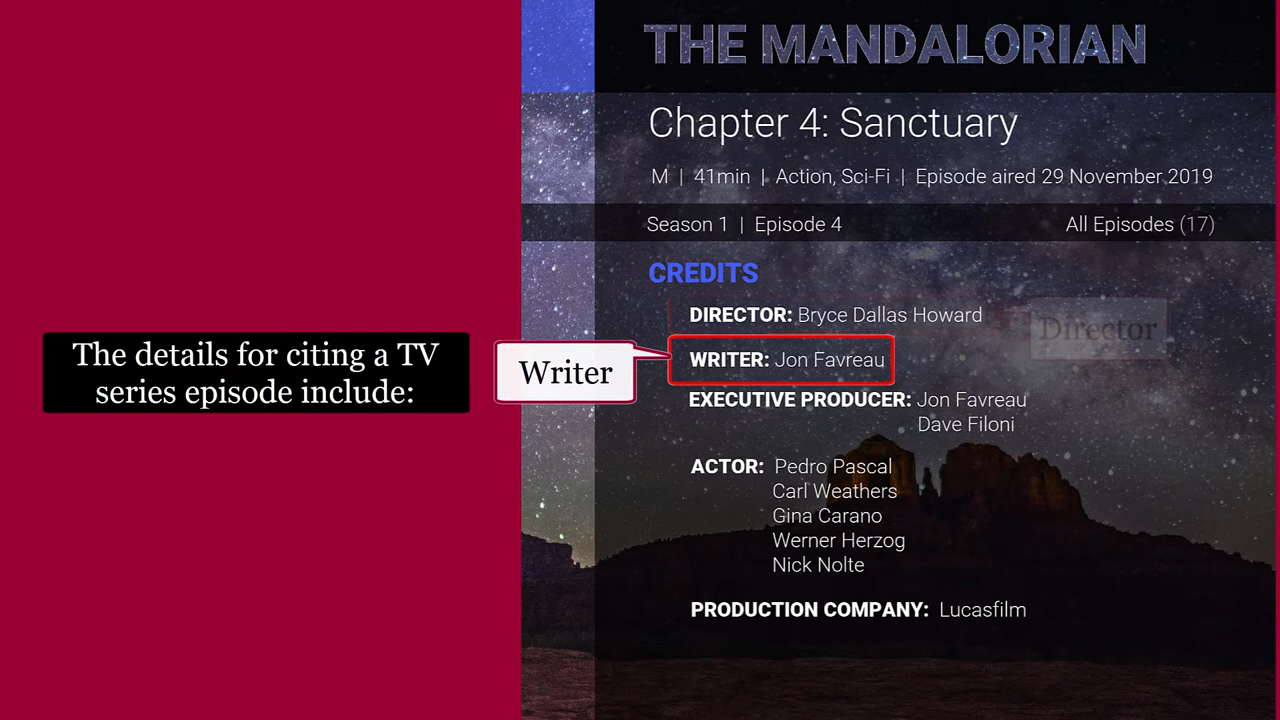 THE MANDALORIAN
Chapter 4: Sanctuary
M | 41min | Action, Sci-Fi | Episode aired 29 November 2019
Season 1 | Episode 4
All Episodes (17)
CREDITS
DIRECTOR: Bryce Dallas Howard
Director
The details for citing a TV
series episode include:
Writer
WRITER: Jon Favreau
EXECUTIVE PRODUCER: Jon Favreau
Dave Filoni
ACTOR: Pedro Pascal
Carl Weathers
Gina Carano
Werner Herzog
Nick Nolte
PRODUCTION COMPANY: Lucasfilm